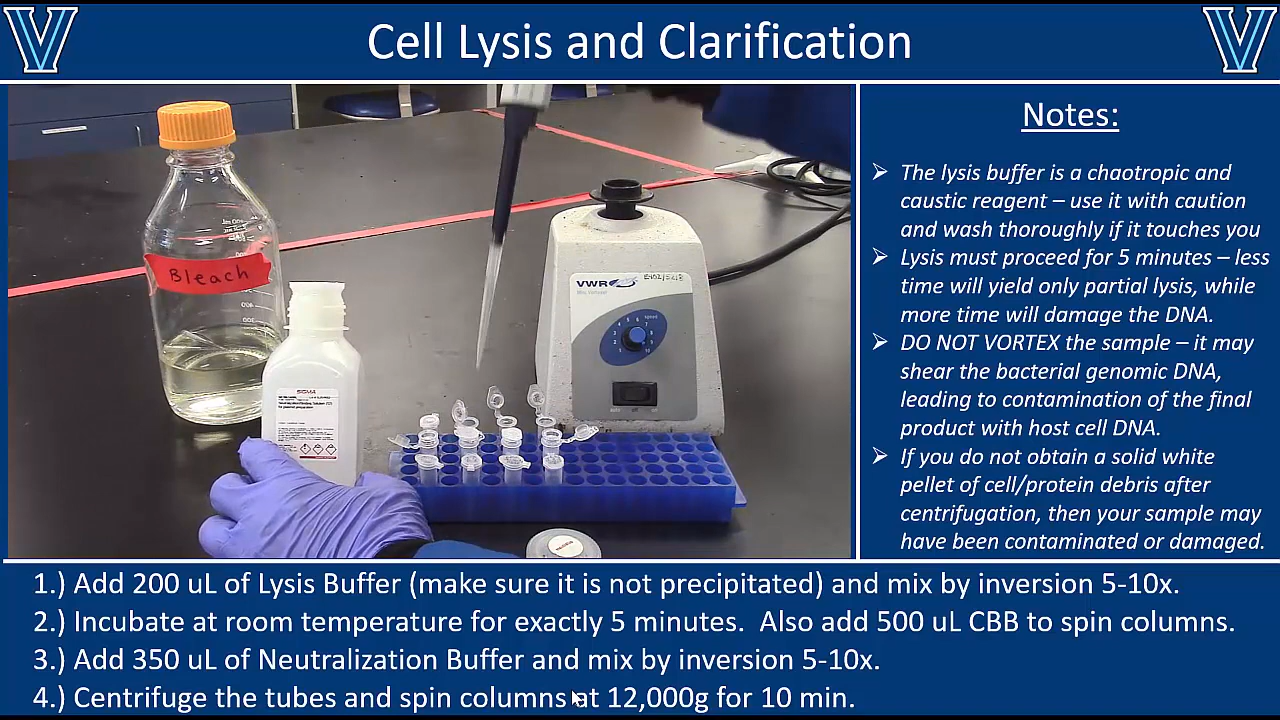 Cell Lysis and Clarification
Bleach
SIGMA
VWR
Notes:
➢ The lysis buffer is a chaotropic and
caustic reagent – use it with caution
and wash thoroughly if it touches you
➢ Lysis must proceed for 5 minutes – less
time will yield only partial lysis, while
more time will damage the DNA.
➢ DO NOT VORTEX the sample – it may
shear the bacterial genomic DNA,
leading to contamination of the final
product with host cell DNA.
➢ If you do not obtain a solid white
pellet of cell/protein debris after
centrifugation, then your sample may
have been contaminated or damaged.
1.) Add 200 uL of Lysis Buffer (make sure it is not precipitated) and mix by inversion 5-10x.
2.) Incubate at room temperature for exactly 5 minutes.  Also add 500 uL CBB to spin columns.
3.) Add 350 uL of Neutralization Buffer and mix by inversion 5-10x.
4.) Centrifuge the tubes and spin columns at 12,000g for 10 min.